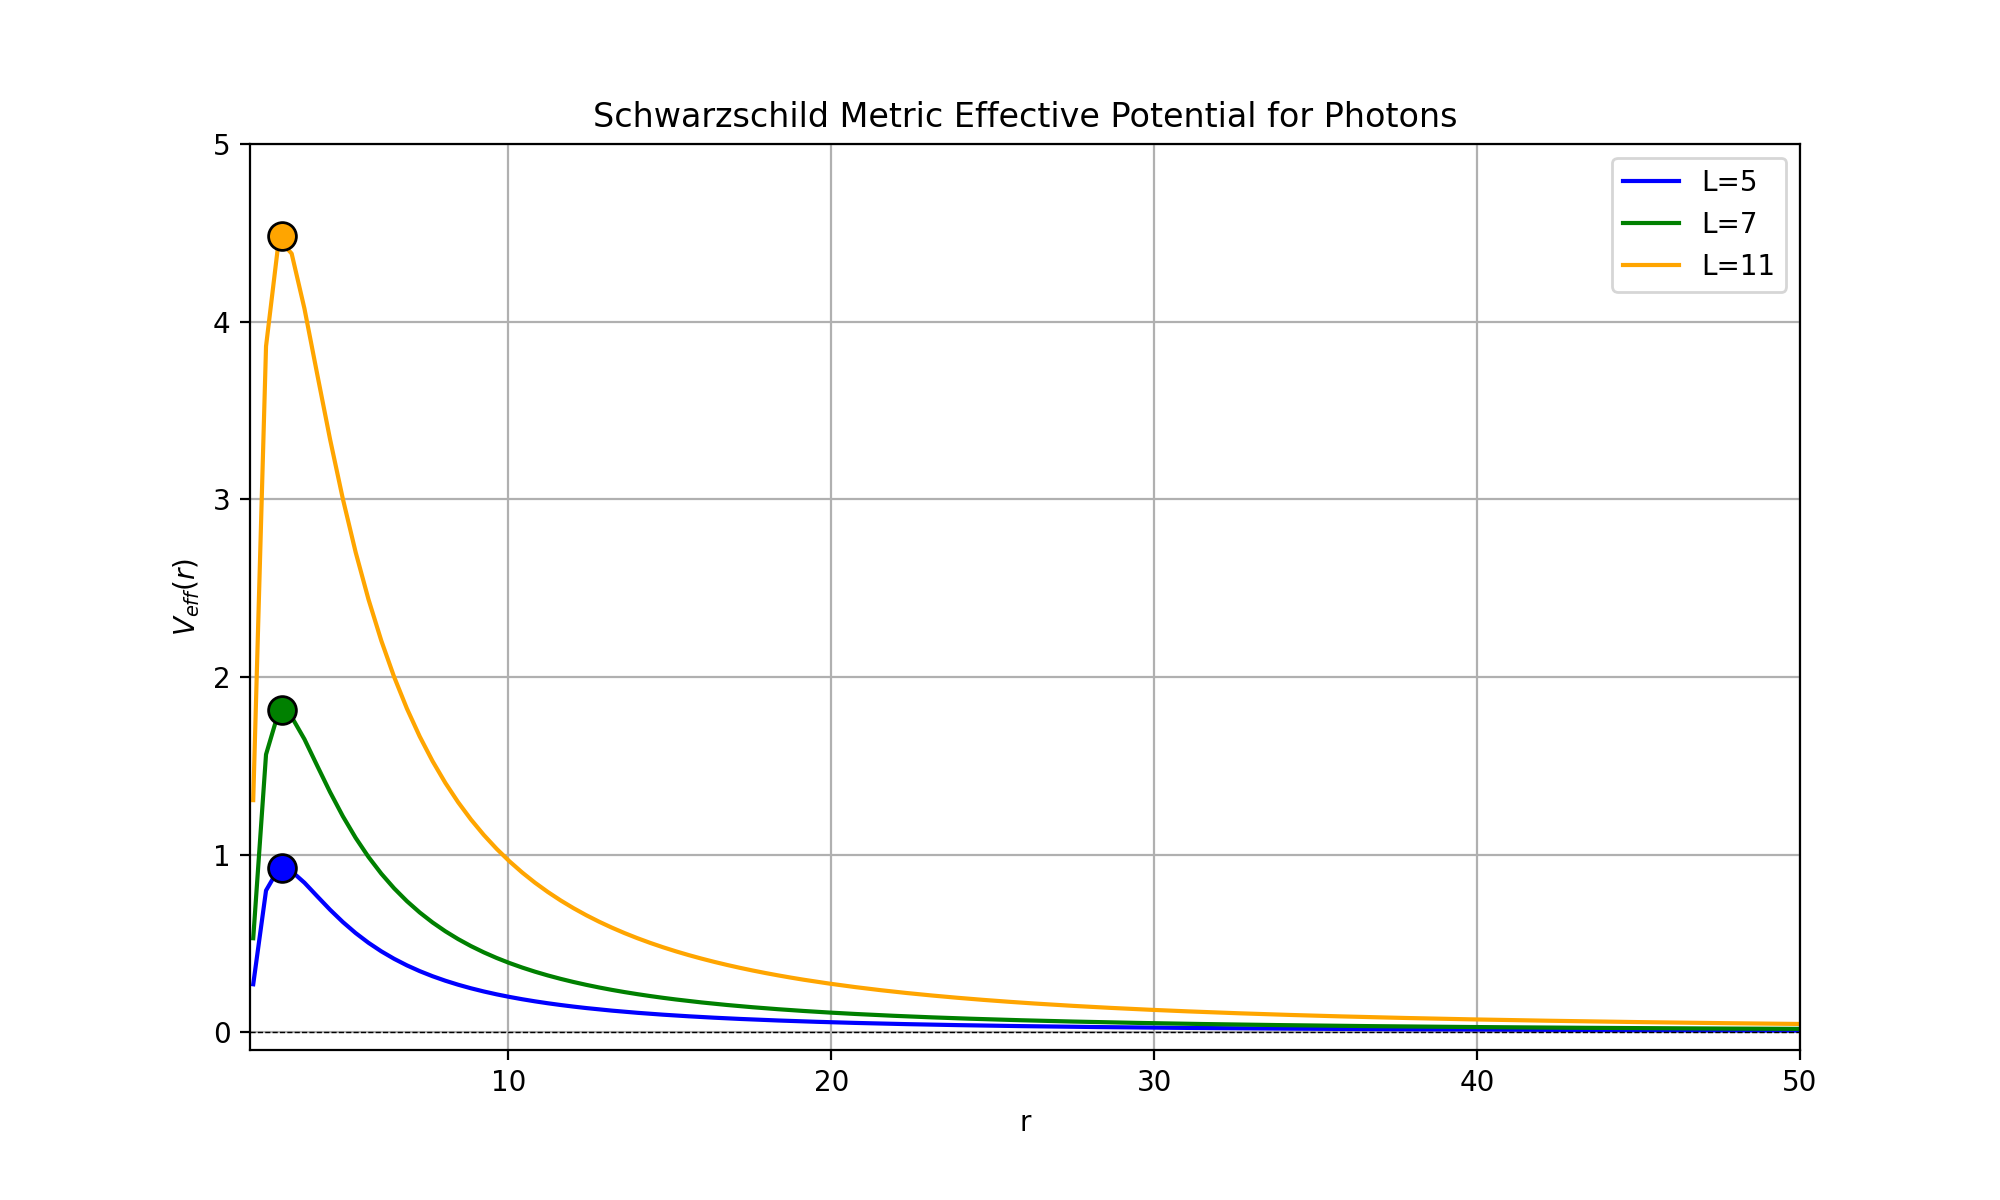 Schwarzschild Metric Effective Potential for Photons
5
4
3
2
1
0
V_eff(r)
10 20 30 40 50
r
L=5
L=7
L=11